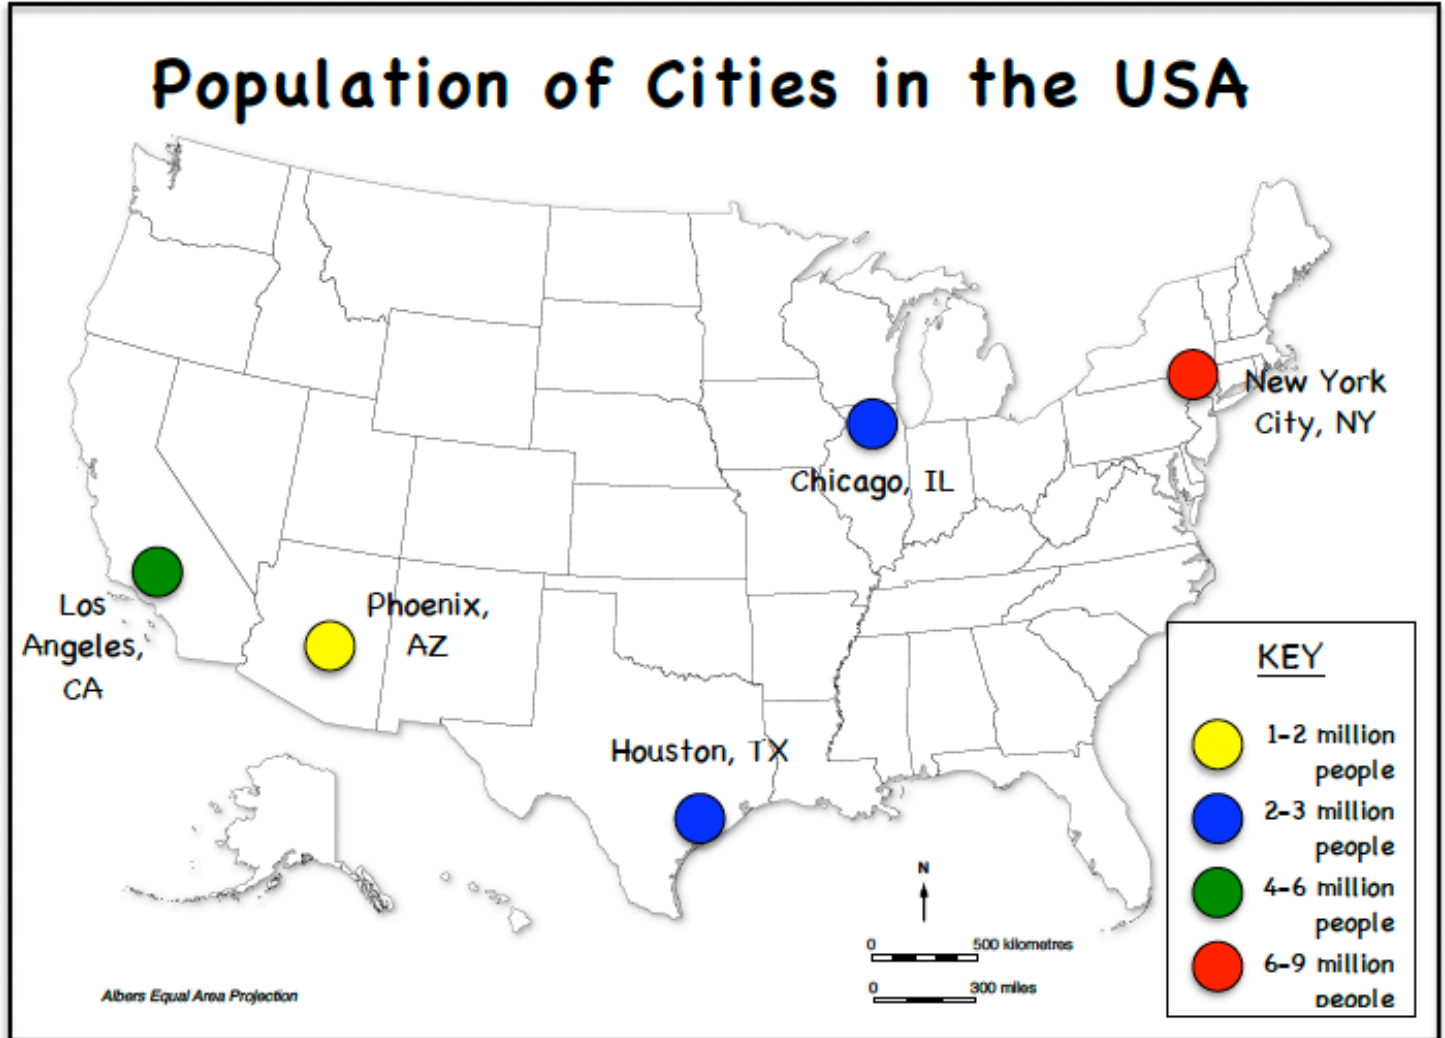 Population of Cities in the USA
New York
City, NY
Chicago, IL
Los
Angeles,
CA
Phoenix,
AZ
Houston, TX
KEY
1-2 million
people
2-3 million
people
4-6 million
people
6-9 million
people
N
0 500 kilometres
0 300 miles
Albers Equal Area Projection